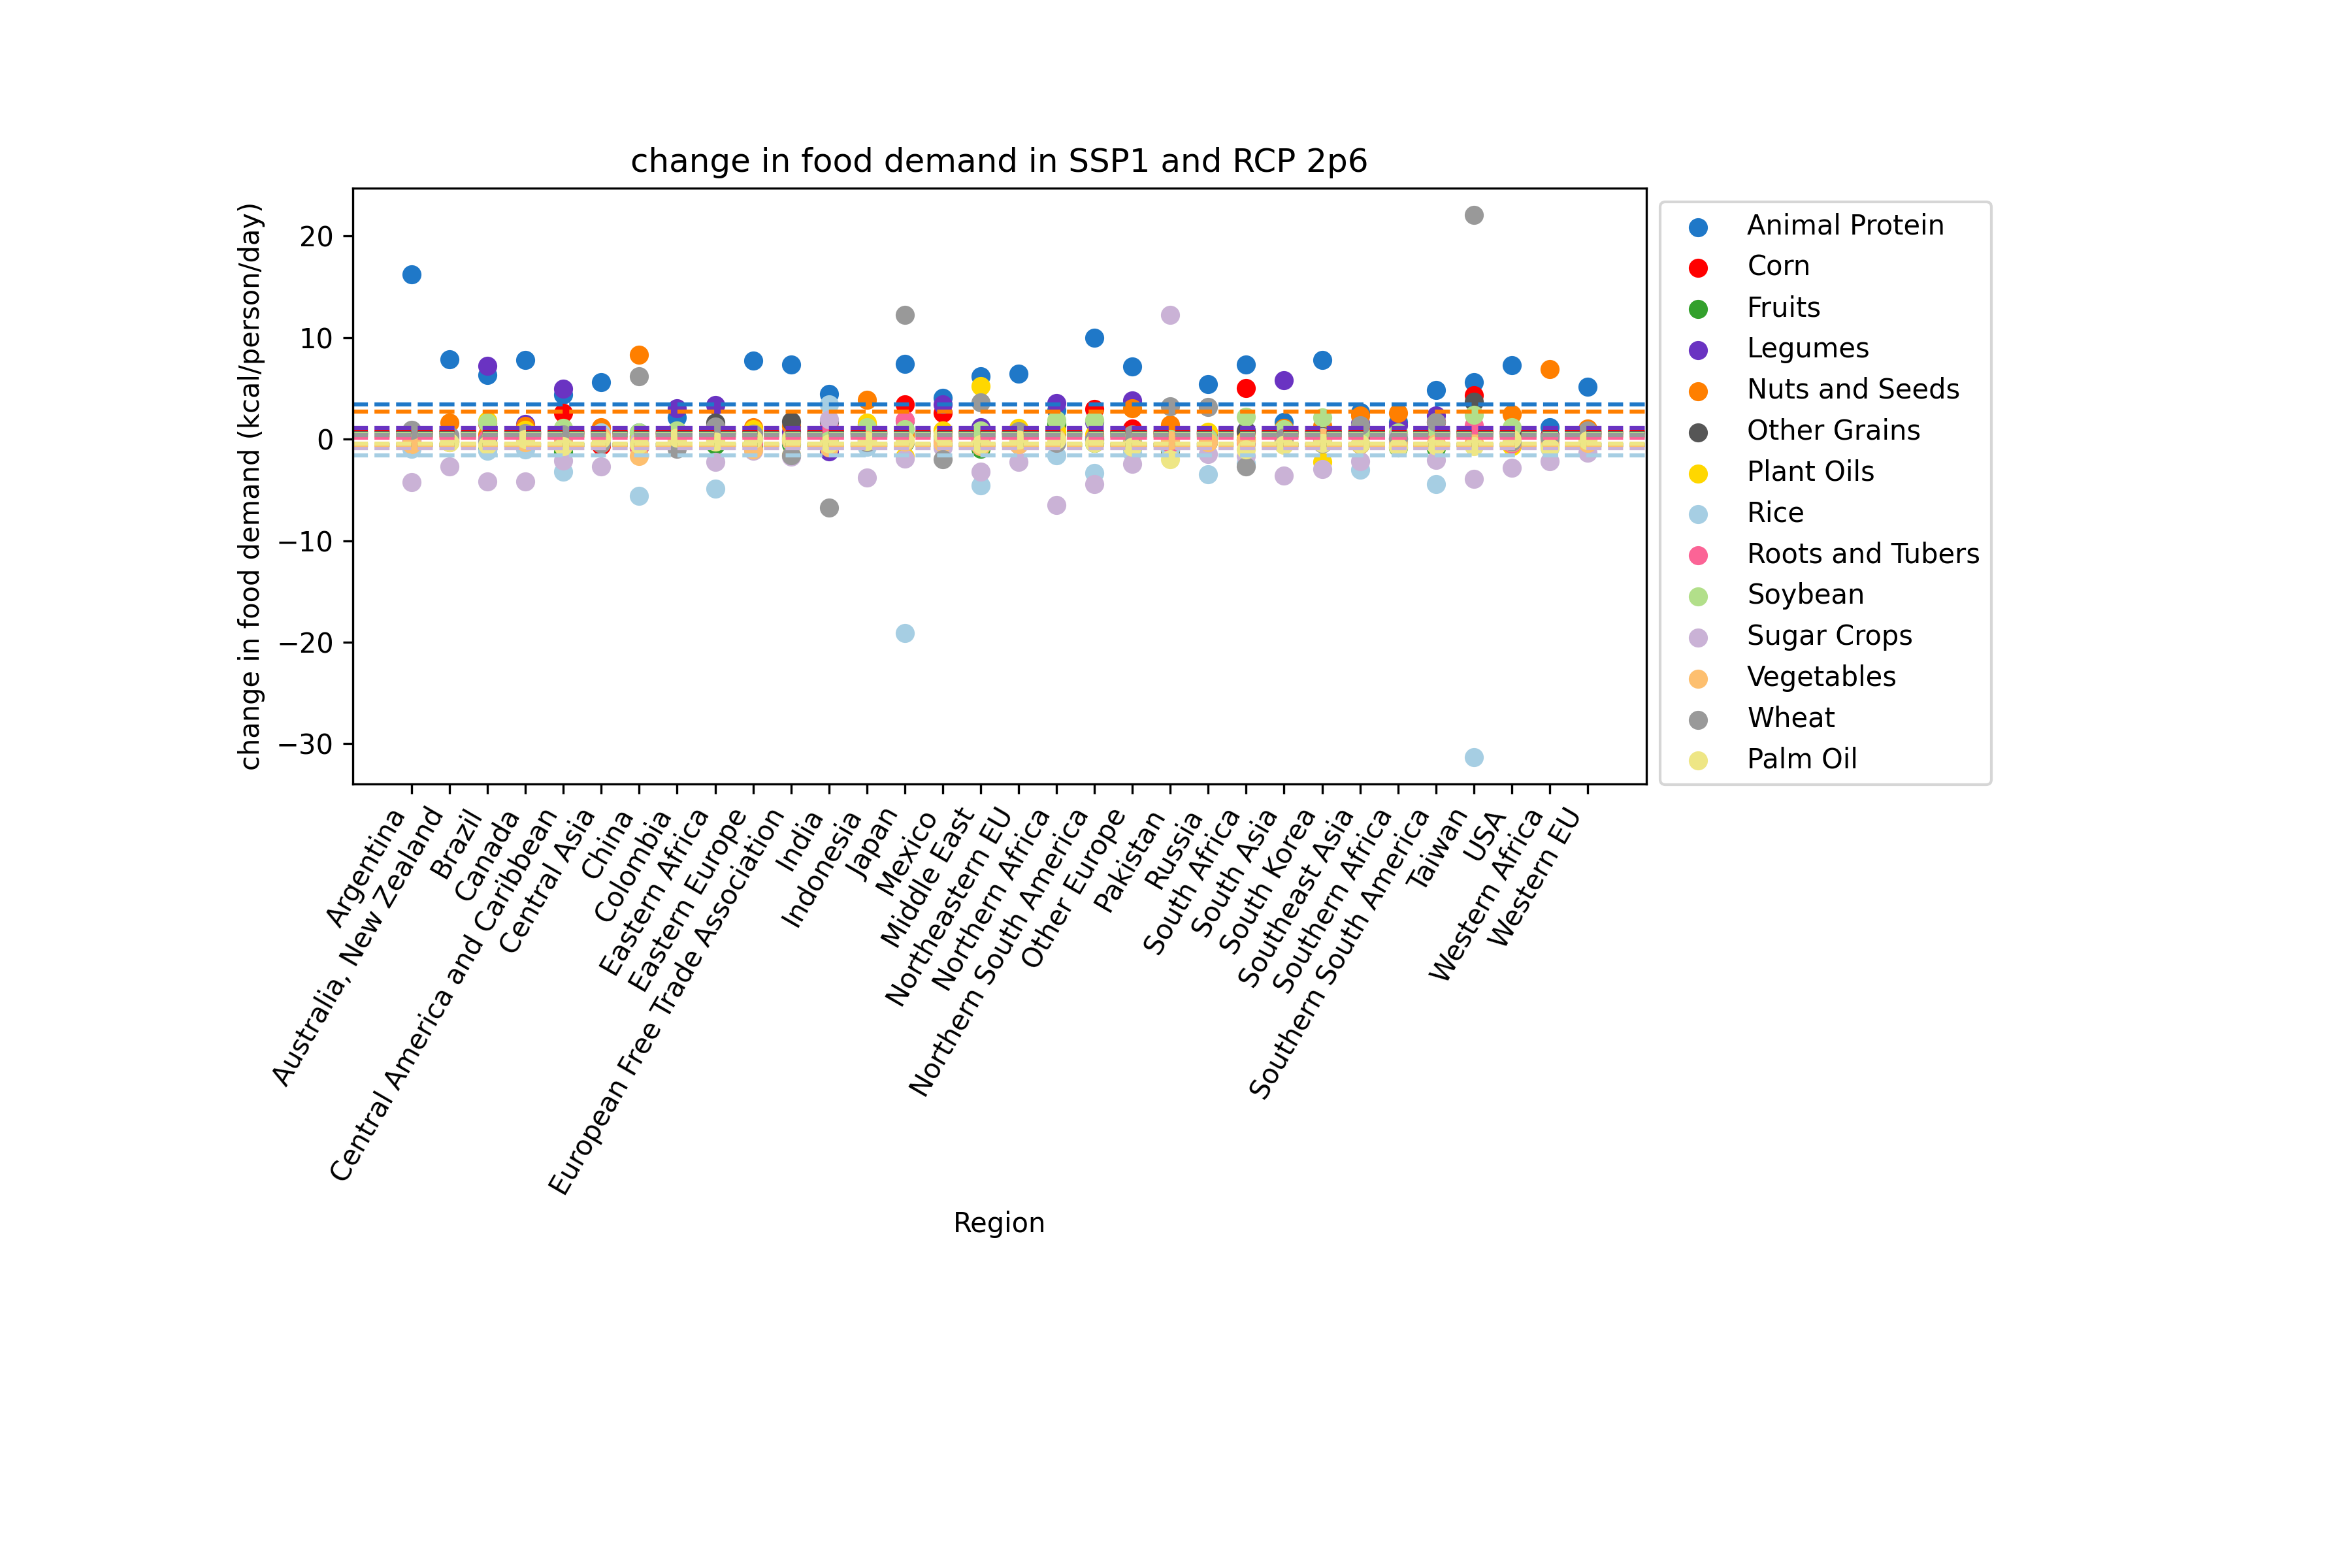 change in food demand in SSP1 and RCP 2p6
change in food demand (kcal/person/day)
20
10
0
−10
−20
−30
Argentina
Australia, New Zealand
Brazil
Canada
Central America and Caribbean
Central Asia
China
Colombia
Eastern Africa
Eastern Europe
European Free Trade Association
India
Indonesia
Japan
Mexico
Middle East
Northeastern EU
Northern Africa
Northern South America
Other Europe
Pakistan
Russia
South Africa
South Asia
South Korea
Southeast Asia
Southern Africa
Southern South America
Taiwan
USA
Western Africa
Western EU
Region
Animal Protein
Corn
Fruits
Legumes
Nuts and Seeds
Other Grains
Plant Oils
Rice
Roots and Tubers
Soybean
Sugar Crops
Vegetables
Wheat
Palm Oil